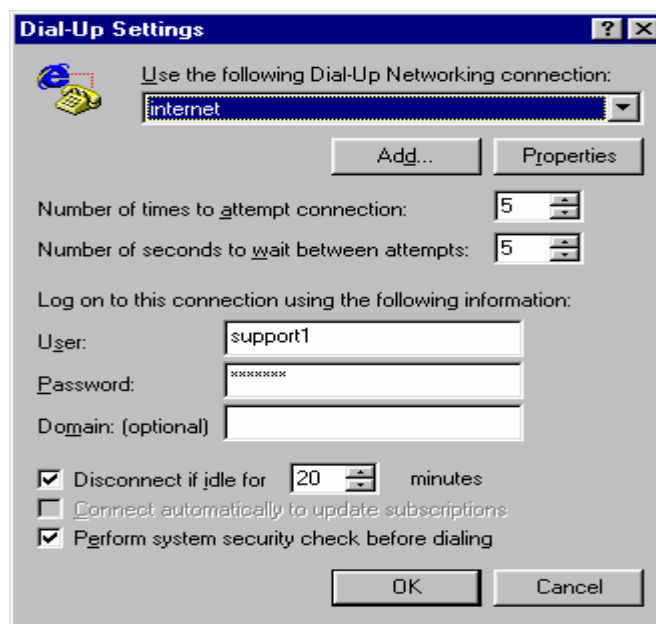 Dial-Up Settings
Use the following Dial-Up Networking connection:
internet
Add... Properties
Number of times to attempt connection: 5
Number of seconds to wait between attempts: 5
Log on to this connection using the following information:
User: support1
Password: *******
Domain: (optional)
Disconnect if idle for 20 minutes
Connect automatically to update subscriptions
Perform system security check before dialing
OK Cancel